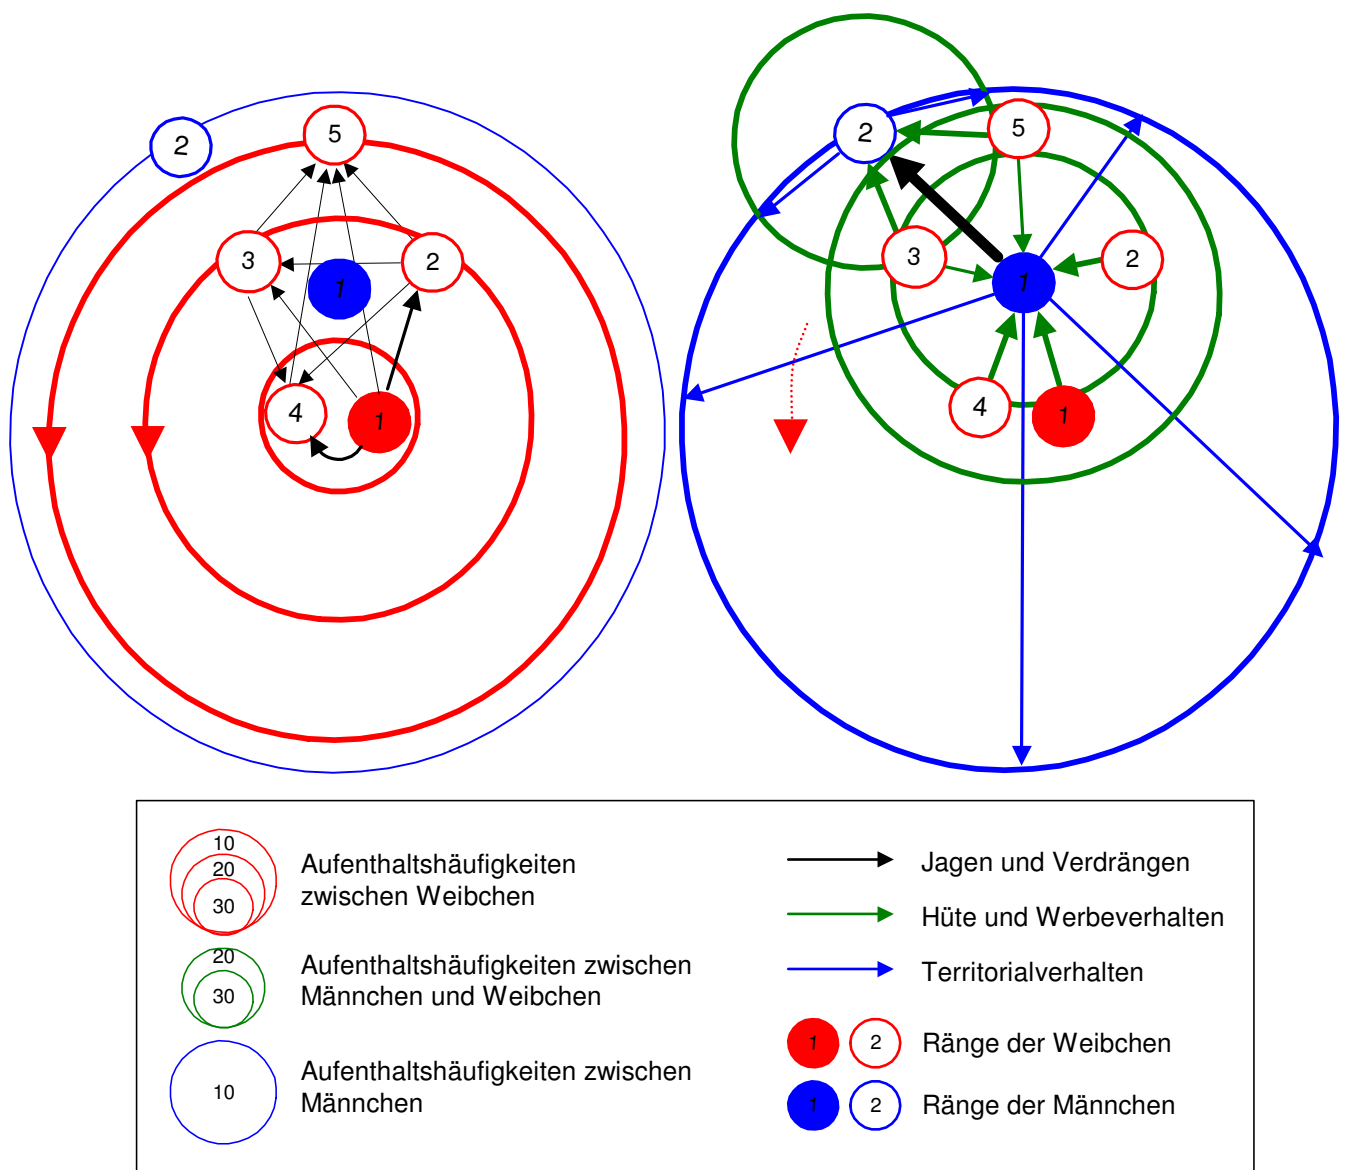 2
5
3
2
1
4
1
2
5
3
2
1
4
1
10
20
30
Aufenthaltshäufigkeiten
zwischen Weibchen
20
30
Aufenthaltshäufigkeiten zwischen
Männchen und Weibchen
10
Aufenthaltshäufigkeiten zwischen
Männchen
Jagen und Verdrängen
Hüte und Werbeverhalten
Territorialverhalten
1 2 Ränge der Weibchen
1 2 Ränge der Männchen